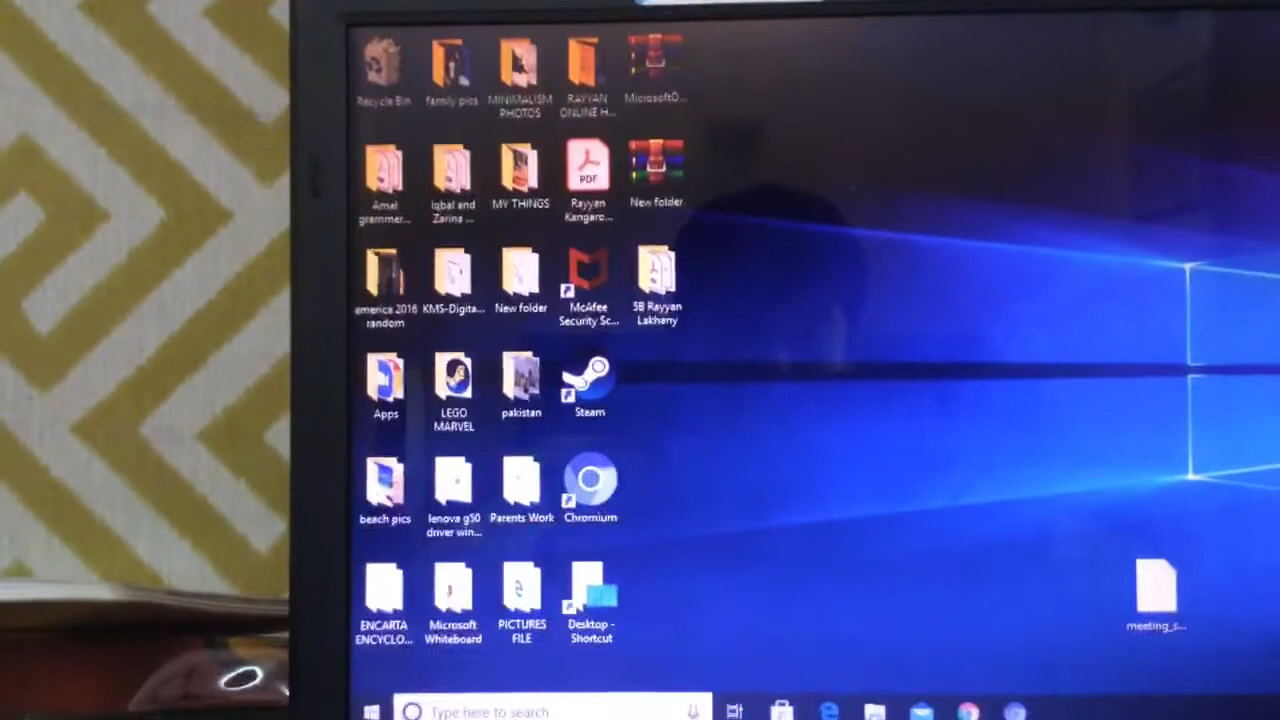 Recycle Bin
family pics
MINIMALISM
PHOTOS
RAYYAN
ONLINE H...
MicrosoftO...
Amal
grammer...
Iqbal and
Zarina ...
MY THINGS
PDF
Rayyan
Kangaro...
New folder
america 2016
random
KMS-Digita...
New folder
McAfee
Security Sc...
5B Rayyan
Lakhany
Apps
LEGO
MARVEL
pakistan
Steam
beach pics
lenova g50
driver win...
Parents Work
Chromium
ENCARTA
ENCYCLO...
Microsoft
Whiteboard
PICTURES
FILE
Desktop -
Shortcut
meeting_s...
Type here to search